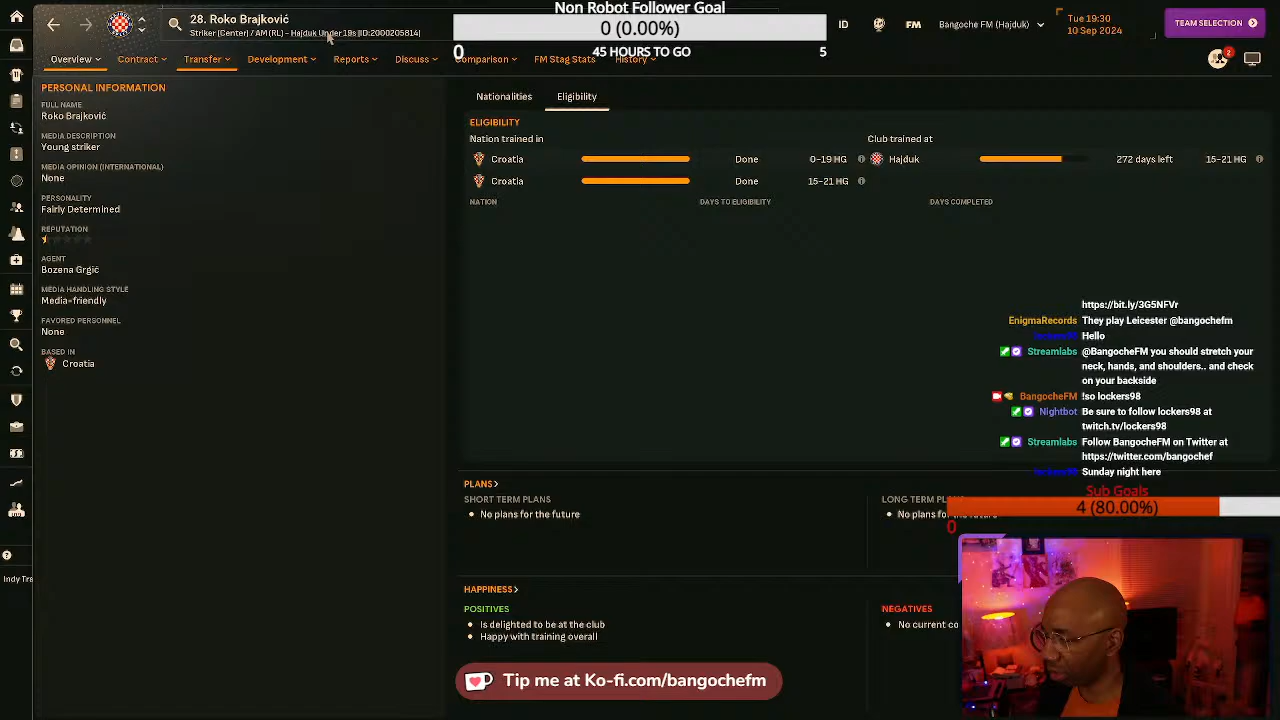 Non Robot Follower Goal
28. Roko Brajković
0 (0.00%)
ID
FM
Bangoche FM (Hajduk)
Tue 19:30
10 Sep 2024
TEAM SELECTION
Striker (Center) / AM (RL) - Hajduk Under19s (ID:2000205814)
0
45 HOURS TO GO
5
2
Overview
Contract
Transfer
Development
Reports
Discuss
omparison
FM Stag Stats
History
PERSONAL INFORMATION
FULL NAME
Roko Brajković
MEDIA DESCRIPTION
Young striker
MEDIA OPINION (INTERNATIONAL)
None
PERSONALITY
Fairly Determined
REPUTATION
AGENT
Bozena Grgić
MEDIA HANDLING STYLE
Media-friendly
FAVORED PERSONNEL
None
BASED IN
Croatia
Nationalities
Eligibility
ELIGIBILITY
Nation trained in
Club trained at
Croatia Done 0-19 HG
Hajduk 272 days left 15-21 HG
Croatia Done 15-21 HG
NATION
DAYS TO ELIGIBILITY
DAYS COMPLETED
https://bit.ly/3G5NFVr
EnigmaRecords They play Leicester @bangochefm
Hello
Streamlabs @BangocheFM you should stretch your
neck, hands, and shoulders.. and check
on your backside
BangocheFM !so lockers98
Nightbot Be sure to follow lockers98 at
twitch.tv/lockers98
Streamlabs Follow BangocheFM on Twitter at
https://twitter.com/bangochef
Sunday night here
PLANS
SHORT TERM PLANS
No plans for the future
LONG TERM
No plans
Sub Goals
4 (80.00%)
0
Indy Tra
HAPPINESS
POSITIVES
Is delighted to be at the club
Happy with training overall
NEGATIVES
No current co
Tip me at Ko-fi.com/bangochefm